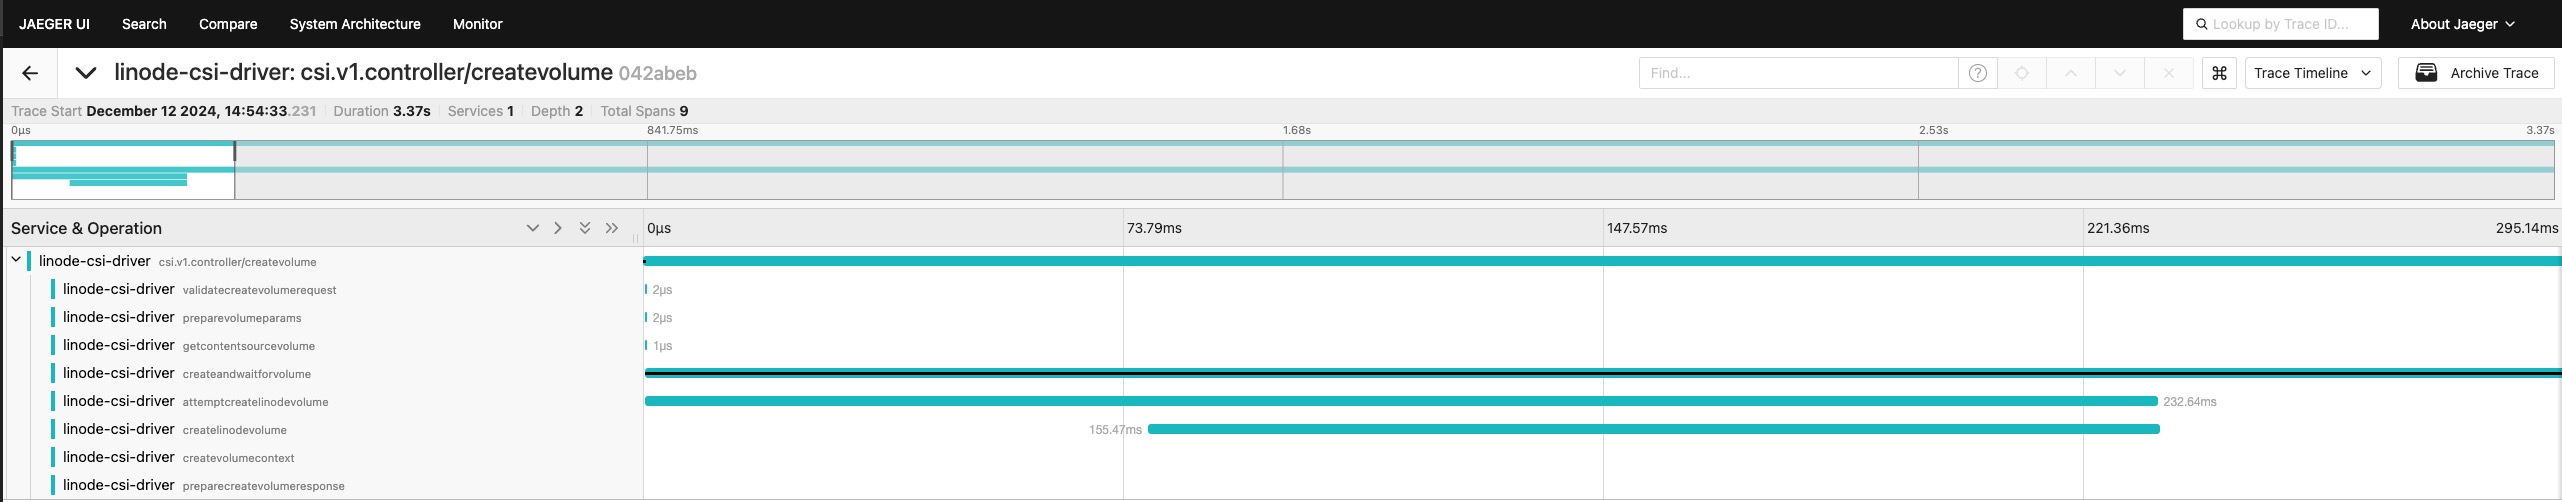 JAEGER UI Search Compare System Architecture Monitor Lookup by Trace ID... About Jaeger
linode-csi-driver: csi.v1.controller/createvolume 042abeb Find... ? ⌘ Trace Timeline Archive Trace
Trace Start December 12 2024, 14:54:33.231 Duration 3.37s Services 1 Depth 2 Total Spans 9
0μs 841.75ms 1.68s 2.53s 3.37s
Service & Operation 0μs 73.79ms 147.57ms 221.36ms 295.14ms
linode-csi-driver csi.v1.controller/createvolume
linode-csi-driver validatecreatevolumerequest 2μs
linode-csi-driver preparevolumeparams 2μs
linode-csi-driver getcontentsourcevolume 1μs
linode-csi-driver createandwaitforvolume
linode-csi-driver attemptcreatelinodevolume 232.64ms
linode-csi-driver createlinodevolume 155.47ms
linode-csi-driver createvolumecontext
linode-csi-driver preparecreatevolumeresponse